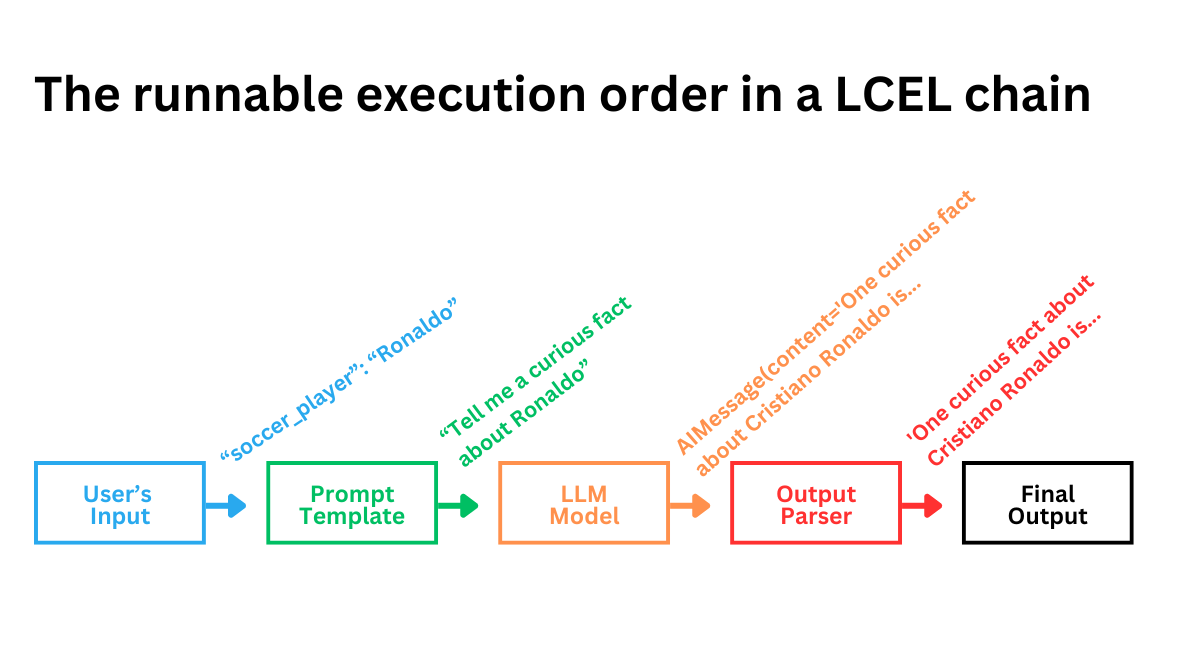 The runnable execution order in a LCEL chain
“soccer_player”: “Ronaldo”
“Tell me a curious fact
about Ronaldo”
AIMessage(content='One curious fact
about Cristiano Ronaldo is...
'One curious fact about
Cristiano Ronaldo is...
User’s
Input
Prompt
Template
LLM
Model
Output
Parser
Final
Output